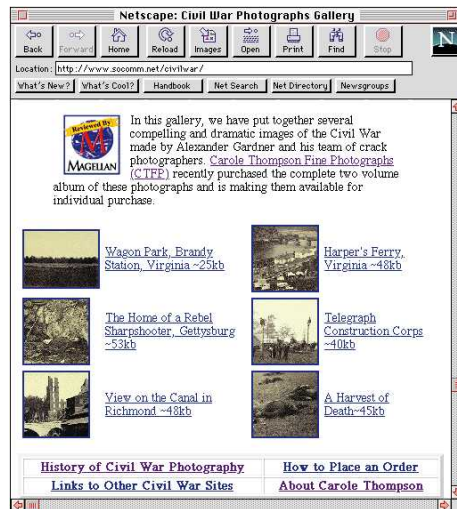 Netscape: Civil War Photographs Gallery
Back Forward Home Reload Images Open Print Find Stop N
Location: http://www.socomm.net/civilwar/
What's New? What's Cool? Handbook Net Search Net Directory Newsgroups
Reviewed By
M
MAGELLAN
In this gallery, we have put together several
compelling and dramatic images of the Civil War
made by Alexander Gardner and his team of crack
photographers. Carole Thompson Fine Photographs
(CTFP) recently purchased the complete two volume
album of these photographs and is making them available for
individual purchase.
Wagon Park, Brandy
Station, Virginia ~25kb
Harper's Ferry,
Virginia ~48kb
The Home of a Rebel
Sharpshooter, Gettysburg
~53kb
Telegraph
Construction Corps
~40kb
View on the Canal in
Richmond ~48kb
A Harvest of
Death~45kb
History of Civil War Photography
How to Place an Order
Links to Other Civil War Sites
About Carole Thompson